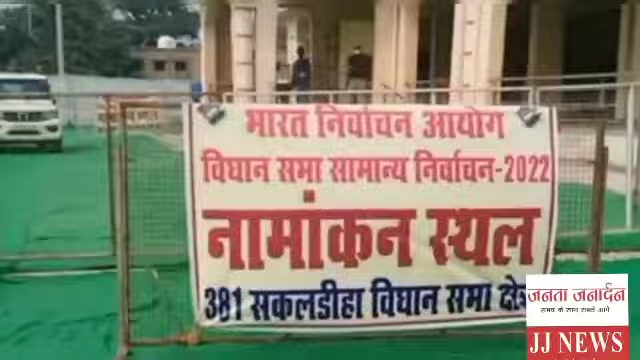 भारत निर्वाचन आयोग
विधान सभा सामान्य निर्वाचन-2022
नामांकन स्थल
381 सकलडीहा विधान सभा क्षे
जनता जनार्दन
JJ NEWS